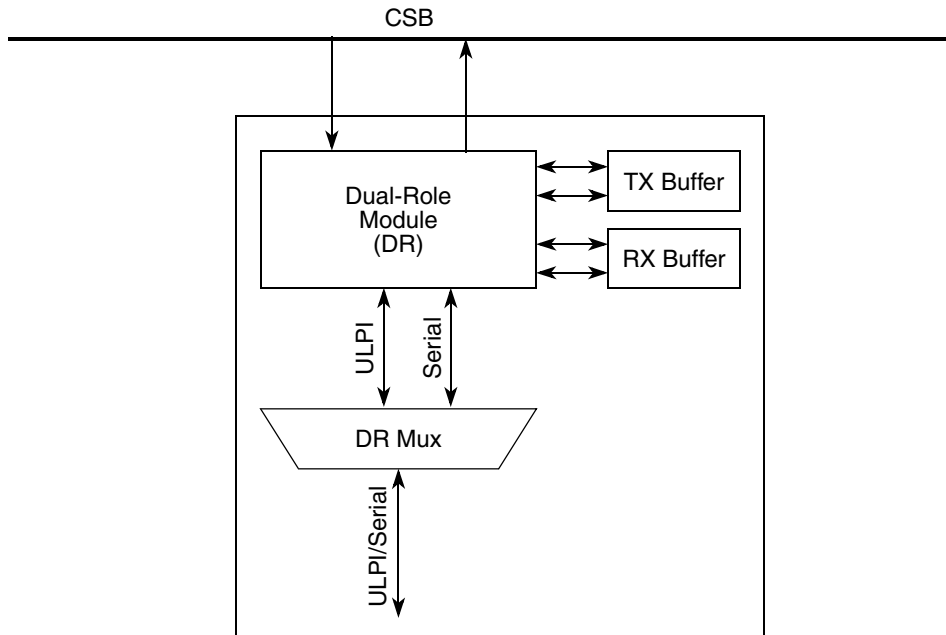 CSB
Dual-Role
Module
(DR)
TX Buffer
RX Buffer
ULPI
Serial
DR Mux
ULPI/Serial